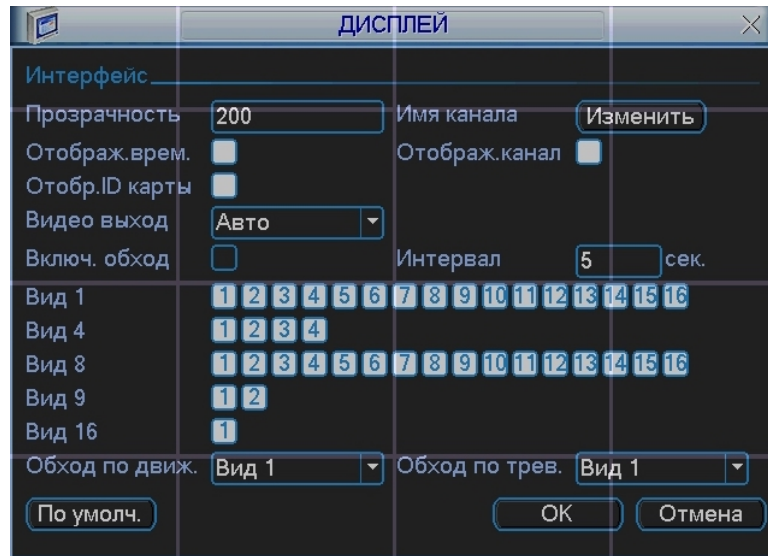 ДИСПЛЕЙ
Интерфейс
Прозрачность 200 Имя канала Изменить
Отображ.врем. Отображ.канал
Отобр.ID карты
Видео выход Авто
Включ. обход Интервал 5 сек.
Вид 1 1 2 3 4 5 6 7 8 9 10 11 12 13 14 15 16
Вид 4 1 2 3 4
Вид 8 1 2 3 4 5 6 7 8 9 10 11 12 13 14 15 16
Вид 9 1 2
Вид 16 1
Обход по движ. Вид 1 Обход по трев. Вид 1
По умолч. OK Отмена